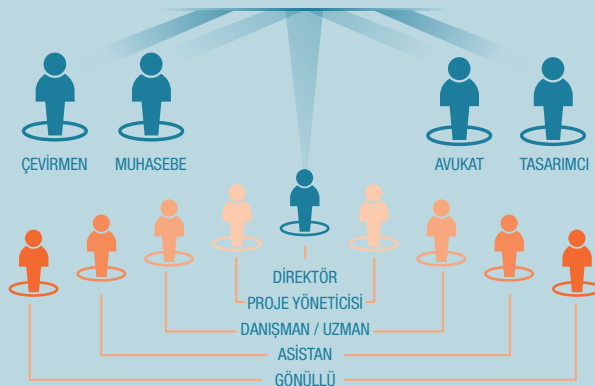 ÇEVİRMEN
MUHASEBE
AVUKAT
TASARIMCI
DİREKTÖR
PROJE YÖNETİCİSİ
DANIŞMAN / UZMAN
ASİSTAN
GÖNÜLLÜ